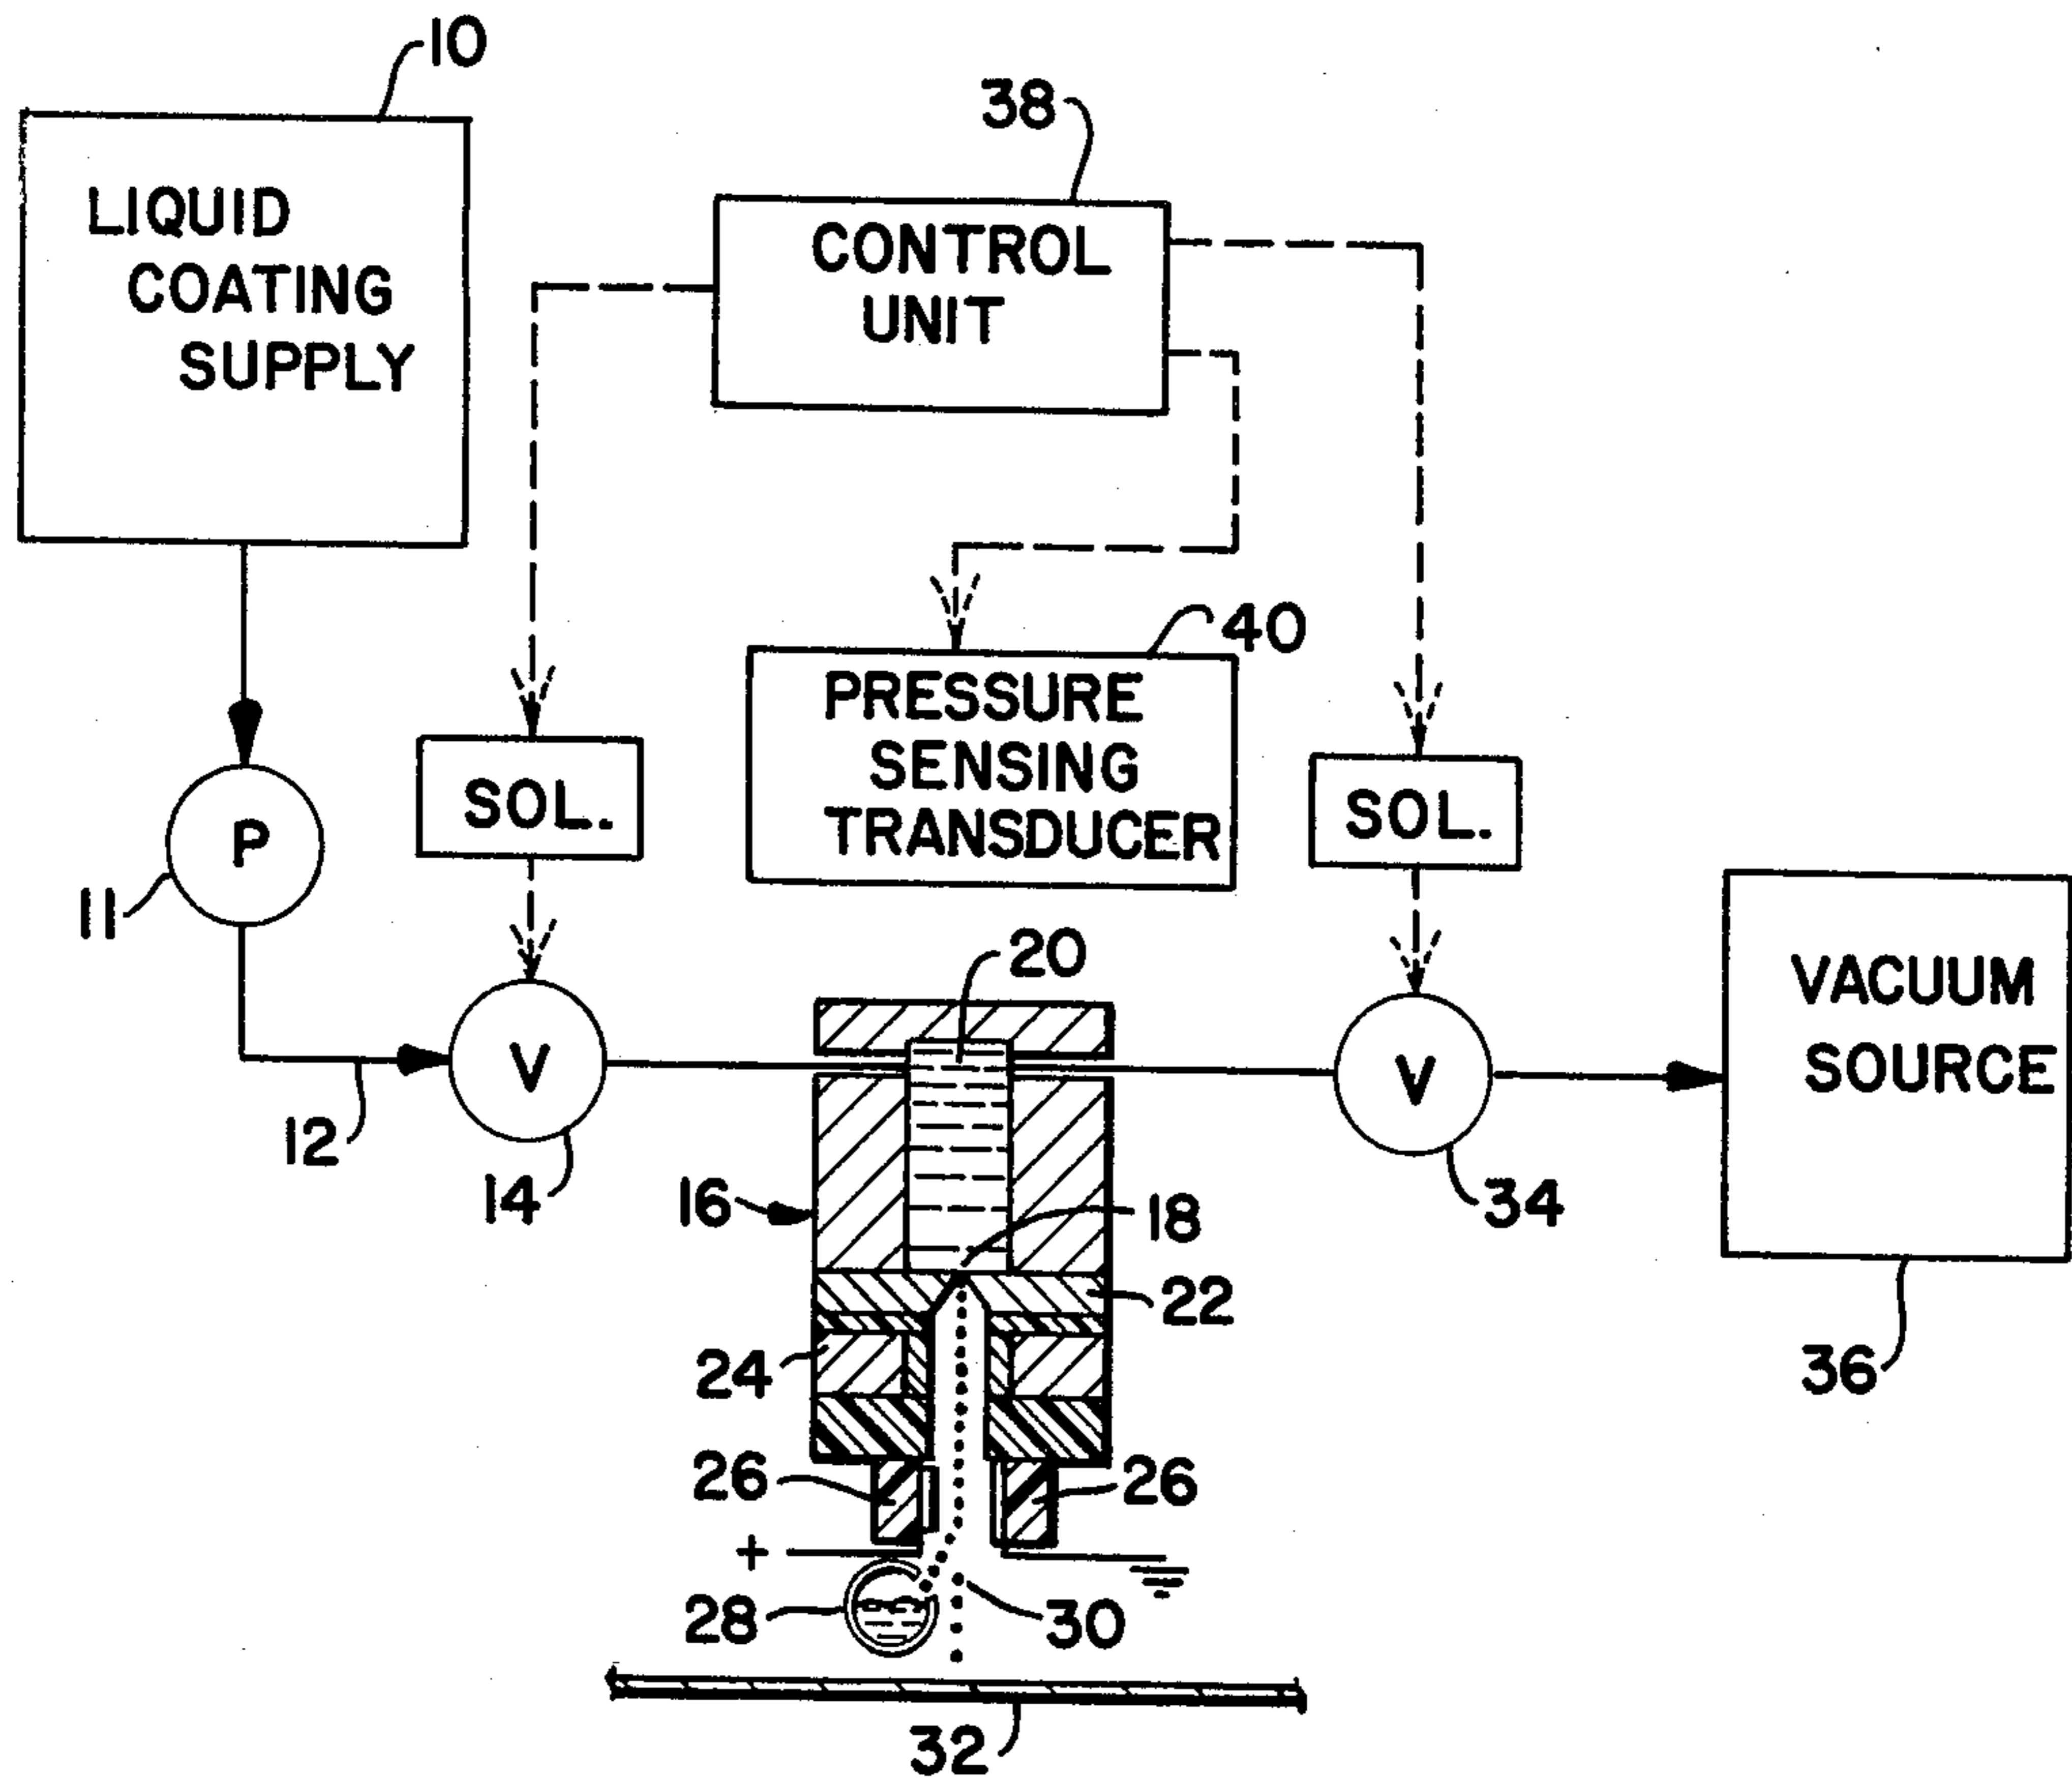 10
38
LIQUID
COATING
SUPPLY
CONTROL
UNIT
40
PRESSURE
SENSING
TRANSDUCER
SOL.
SOL.
P
11
20
VACUUM
SOURCE
V
V
12
14
16
18
34
22
24
36
26
26
+
28
30
32